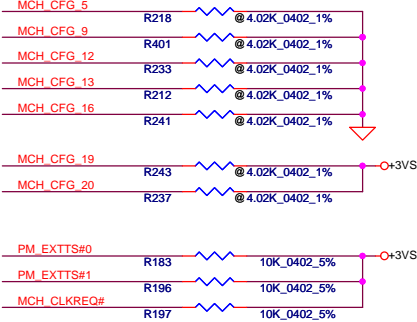 MCH_CFG_5
R218 @4.02K_0402_1%
MCH_CFG_9
R401 @4.02K_0402_1%
MCH_CFG_12
R233 @4.02K_0402_1%
MCH_CFG_13
R212 @4.02K_0402_1%
MCH_CFG_16
R241 @4.02K_0402_1%
MCH_CFG_19 +3VS
R243 @4.02K_0402_1%
MCH_CFG_20
R237 @4.02K_0402_1%
PM_EXTTS#0 +3VS
R183 10K_0402_5%
PM_EXTTS#1
R196 10K_0402_5%
MCH_CLKREQ#
R197 10K_0402_5%